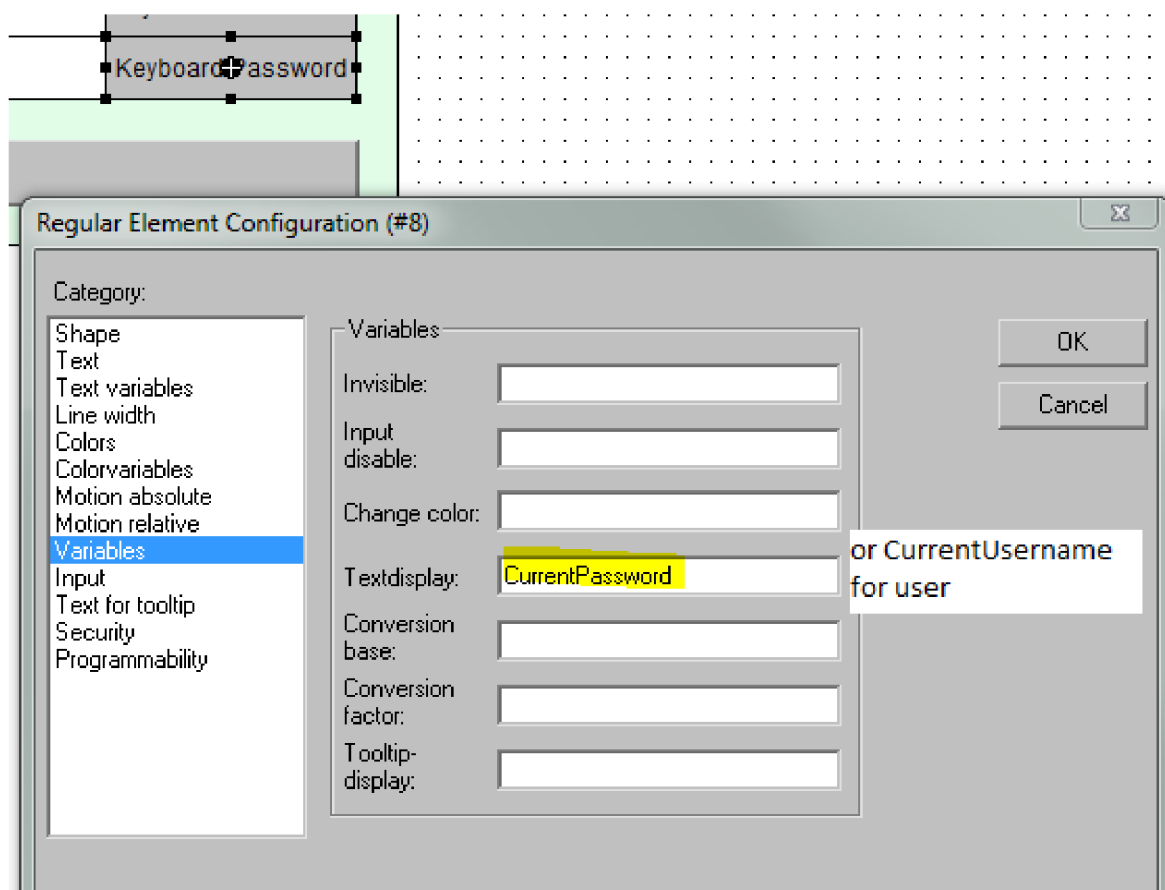 Keyboard Password
Regular Element Configuration (#8)
Category:
Shape
Text
Text variables
Line width
Colors
Colorvariables
Motion absolute
Motion relative
Variables
Input
Text for tooltip
Security
Programmability
Variables
Invisible:
Input
disable:
Change color:
Textdisplay:
CurrentPassword
Conversion
base:
Conversion
factor:
Tooltip-
display:
OK
Cancel
or CurrentUsername
for user